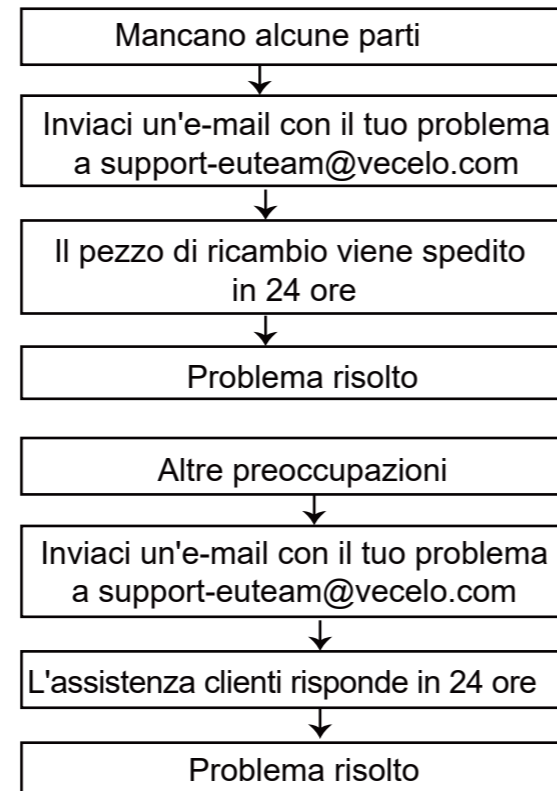 Mancano alcune parti
Inviaci un'e-mail con il tuo problema
a support-euteam@vecelo.com
Il pezzo di ricambio viene spedito
in 24 ore
Problema risolto
Altre preoccupazioni
Inviaci un'e-mail con il tuo problema
a support-euteam@vecelo.com
L'assistenza clienti risponde in 24 ore
Problema risolto